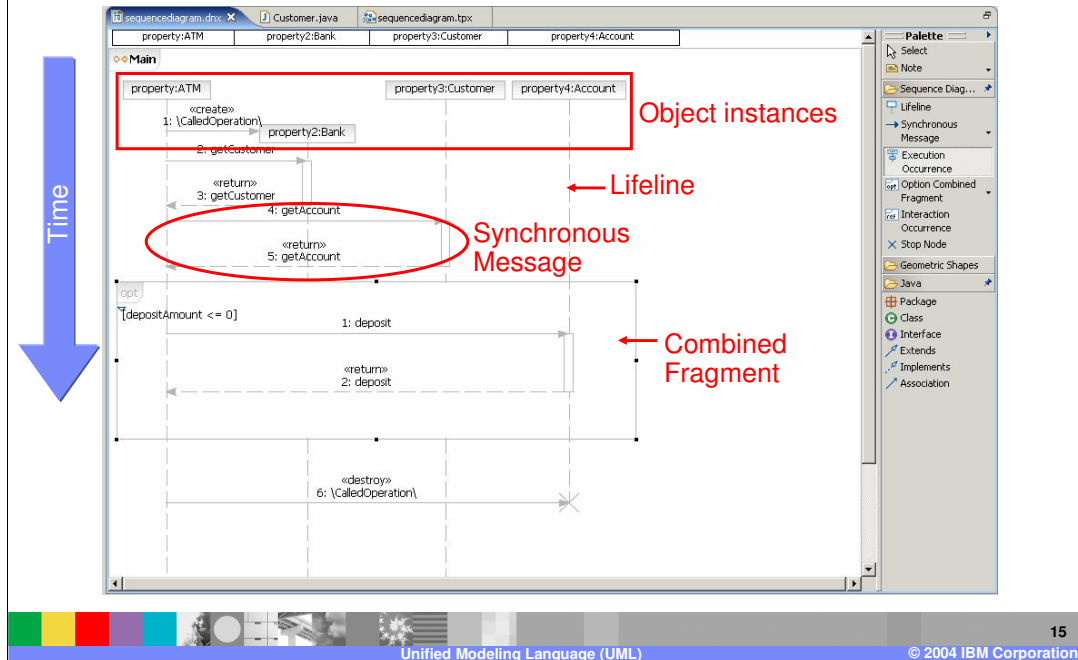 sequencediagram.dnx
Customer.java
sequencediagram.tpx
property:ATM
property2:Bank
property3:Customer
property4:Account
Main
property:ATM
property3:Customer
property4:Account
Object instances
«create»
1: \CalledOperation\
property2:Bank
2: getCustomer
«return»
3: getCustomer
Lifeline
4: getAccount
«return»
5: getAccount
Synchronous
Message
opt
[depositAmount <= 0]
1: deposit
«return»
2: deposit
Combined
Fragment
«destroy»
6: \CalledOperation\
Time
Palette
Select
Note
Sequence Diag...
Lifeline
Synchronous
Message
Execution
Occurrence
opt
Option Combined
Fragment
ref
Interaction
Occurrence
Stop Node
Geometric Shapes
Java
Package
Class
Interface
Extends
Implements
Association
15
Unified Modeling Language (UML)
© 2004 IBM Corporation